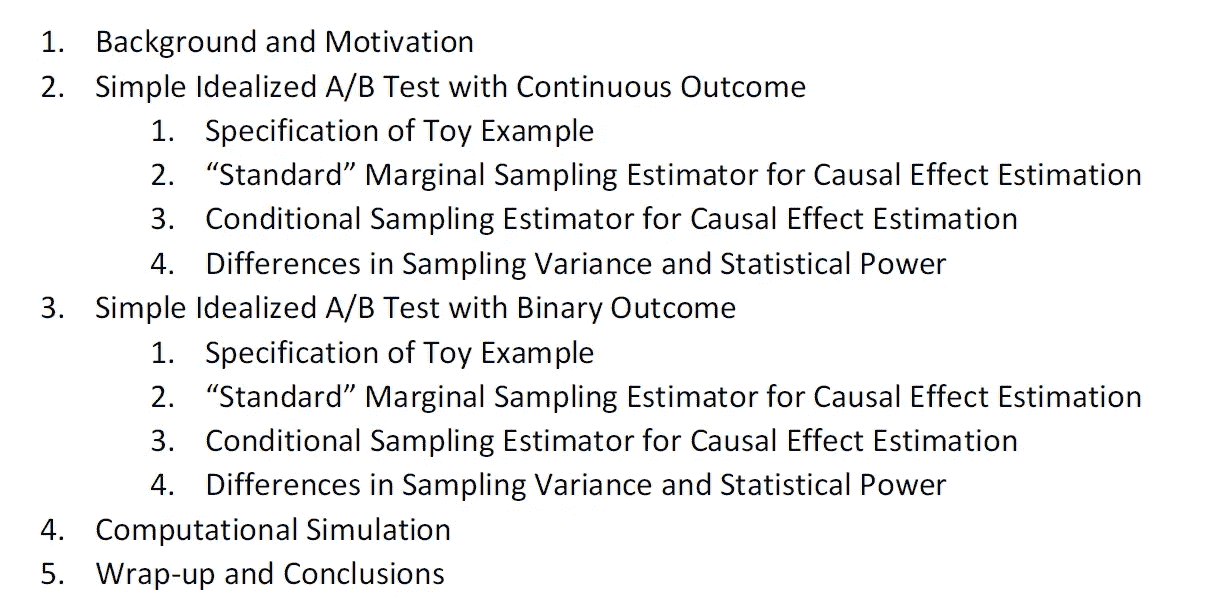 1. Background and Motivation
2. Simple Idealized A/B Test with Continuous Outcome
1. Specification of Toy Example
2. “Standard” Marginal Sampling Estimator for Causal Effect Estimation
3. Conditional Sampling Estimator for Causal Effect Estimation
4. Differences in Sampling Variance and Statistical Power
3. Simple Idealized A/B Test with Binary Outcome
1. Specification of Toy Example
2. “Standard” Marginal Sampling Estimator for Causal Effect Estimation
3. Conditional Sampling Estimator for Causal Effect Estimation
4. Differences in Sampling Variance and Statistical Power
4. Computational Simulation
5. Wrap-up and Conclusions